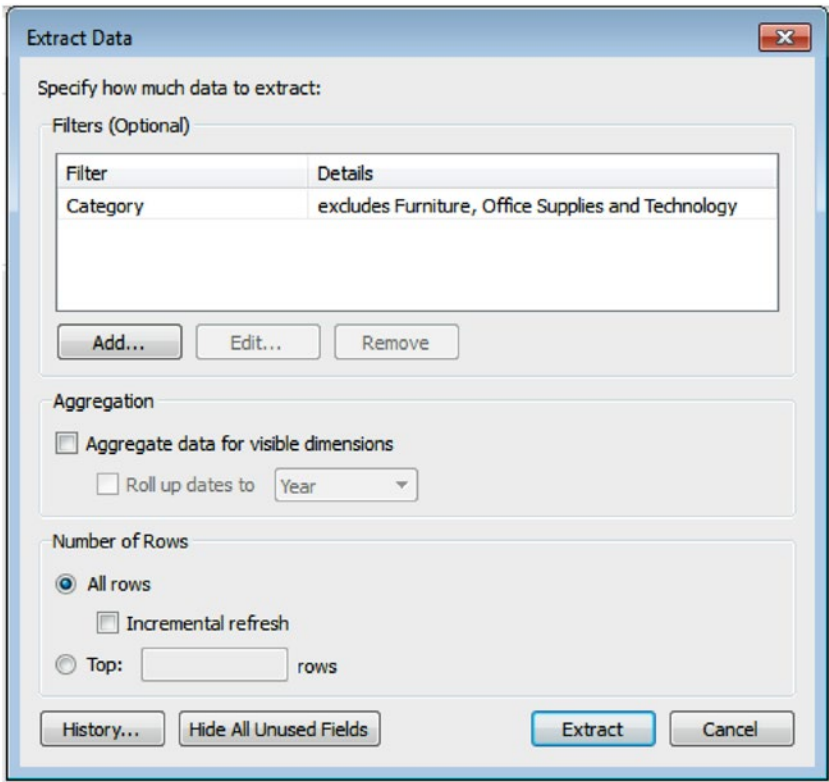 Extract Data
Specify how much data to extract:
Filters (Optional)
Filter Details
Category excludes Furniture, Office Supplies and Technology
Add... Edit... Remove
Aggregation
Aggregate data for visible dimensions
Roll up dates to Year
Number of Rows
All rows
Incremental refresh
Top: rows
History... Hide All Unused Fields Extract Cancel